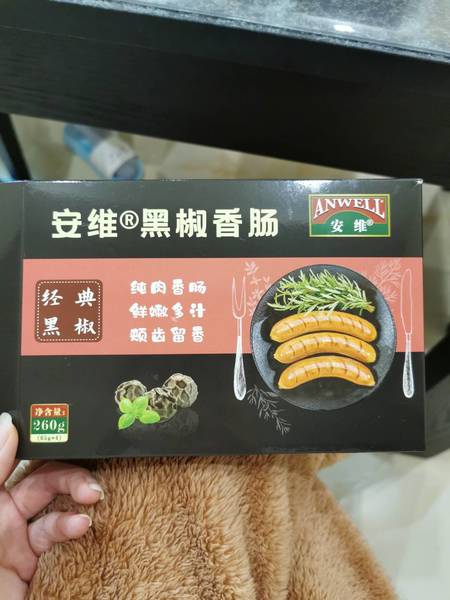 安维®黑椒香肠
ANWELL
安维®
经典
黑椒
纯肉香肠
鲜嫩多汁
颊齿留香
净含量:
260g
(65g×4)